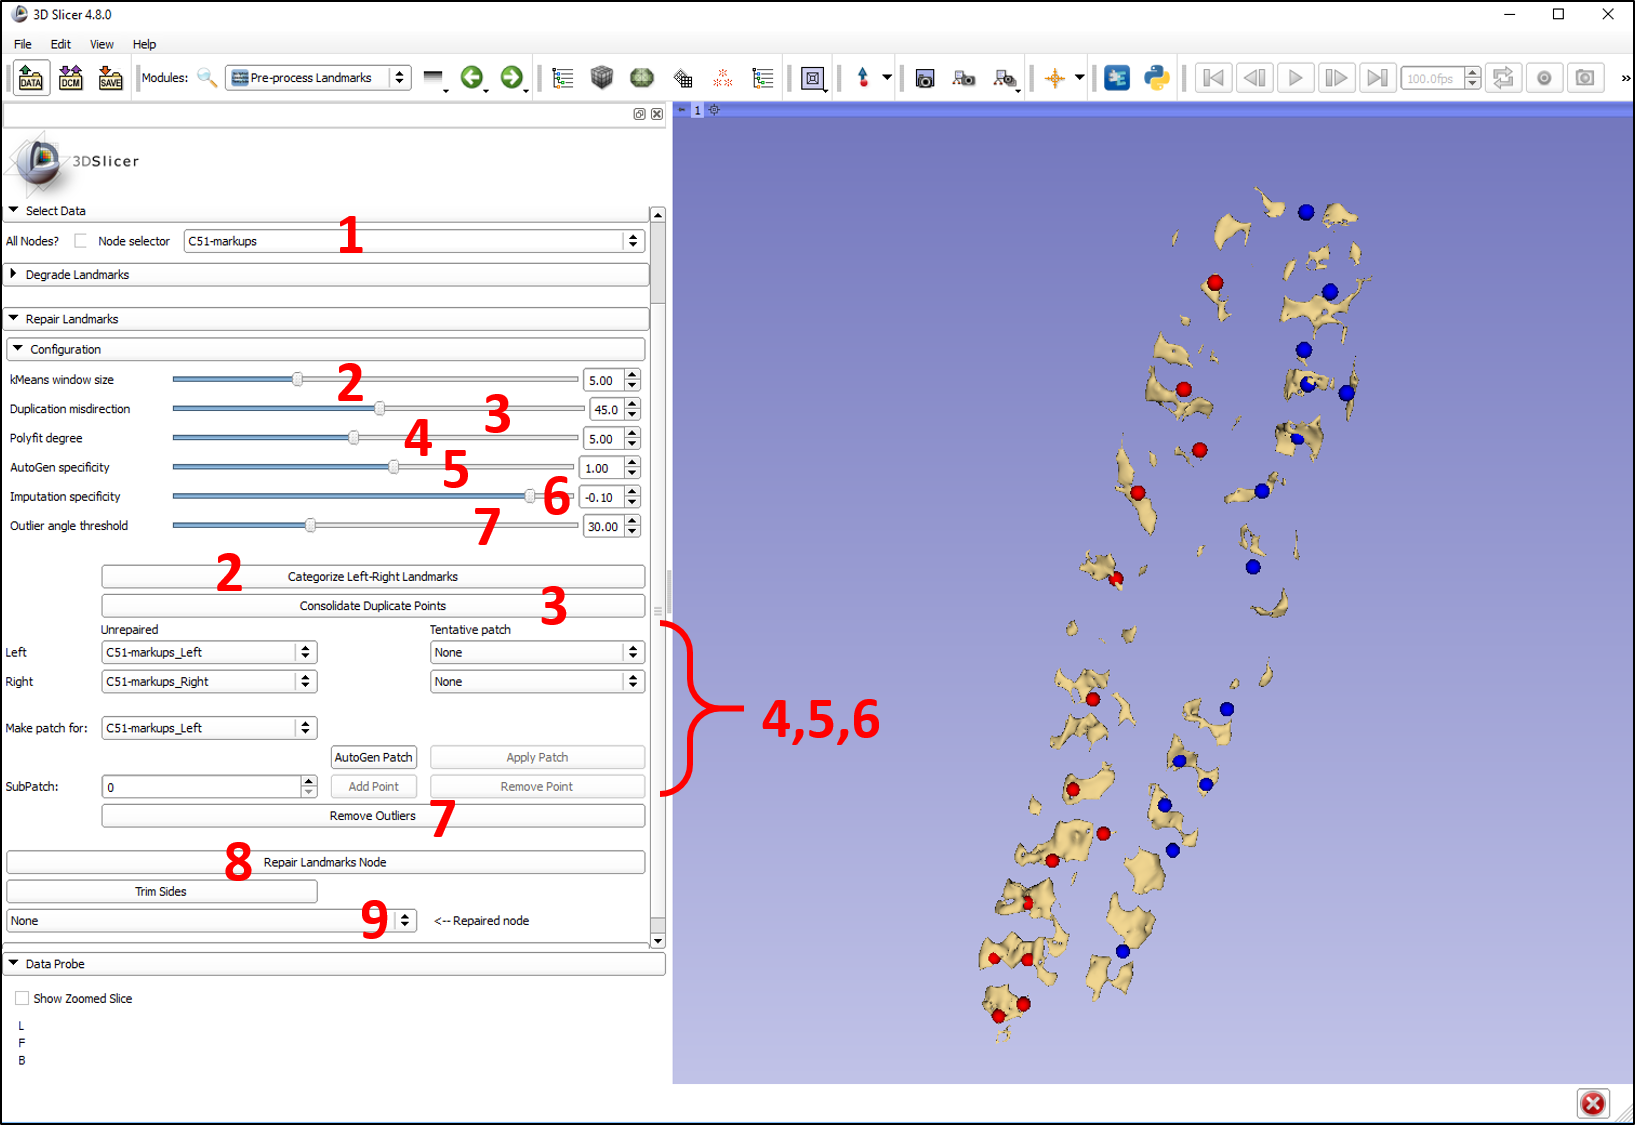 3D Slicer 4.8.0
File Edit View Help
DATA DCM SAVE Modules: Pre-process Landmarks 100.0fps »
1
3DSlicer
Select Data
1
All Nodes? Node selector C51-markups
Degrade Landmarks
Repair Landmarks
Configuration
kMeans window size 2 5.00
Duplication misdirection 3 45.0
Polyfit degree 4 5.00
AutoGen specificity 5 1.00
Imputation specificity 6 -0.10
Outlier angle threshold 7 30.00
2 Categorize Left-Right Landmarks
Consolidate Duplicate Points 3
Unrepaired Tentative patch
Left C51-markups_Left None
Right C51-markups_Right None
4,5,6
Make patch for: C51-markups_Left
AutoGen Patch Apply Patch
SubPatch: 0 Add Point Remove Point
Remove Outliers 7
8 Repair Landmarks Node
Trim Sides
None 9 <-- Repaired node
Data Probe
Show Zoomed Slice
L
F
B